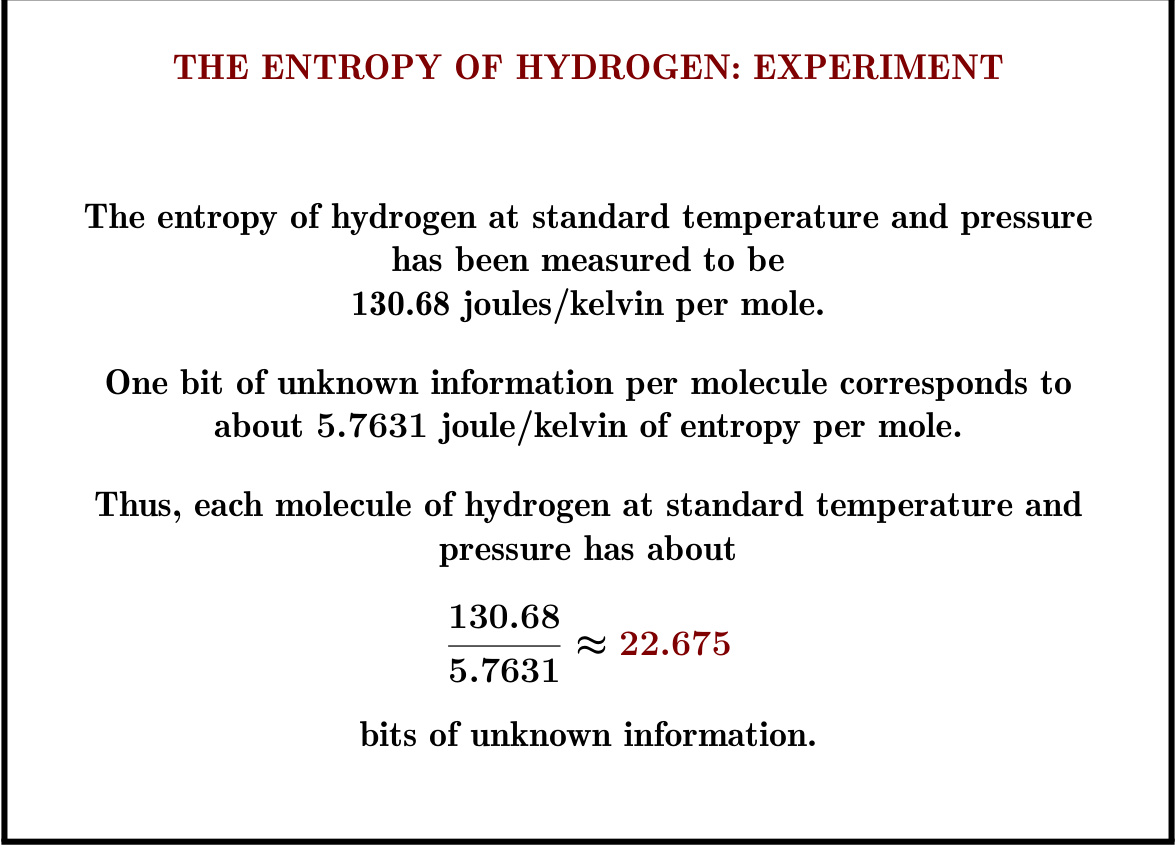 THE ENTROPY OF HYDROGEN: EXPERIMENT
The entropy of hydrogen at standard temperature and pressure
has been measured to be
130.68 joules/kelvin per mole.
One bit of unknown information per molecule corresponds to
about 5.7631 joule/kelvin of entropy per mole.
Thus, each molecule of hydrogen at standard temperature and
pressure has about
130.68
5.7631
≈ 22.675
bits of unknown information.